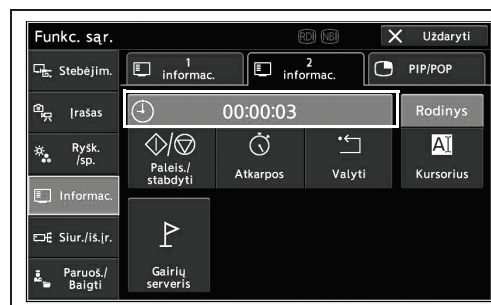 Funkc. sąr.
RDI NBI
Uždaryti
Stebėjim.
1
informac.
2
informac.
PIP/POP
Įrašas
00:00:03
Rodinys
Ryšk.
/sp.
Paleis./
stabdyti
Atkarpos
Valyti
AI
Kursorius
Informac.
Siur./iš.įr.
Paruoš./
Baigti
Gairių
serveris